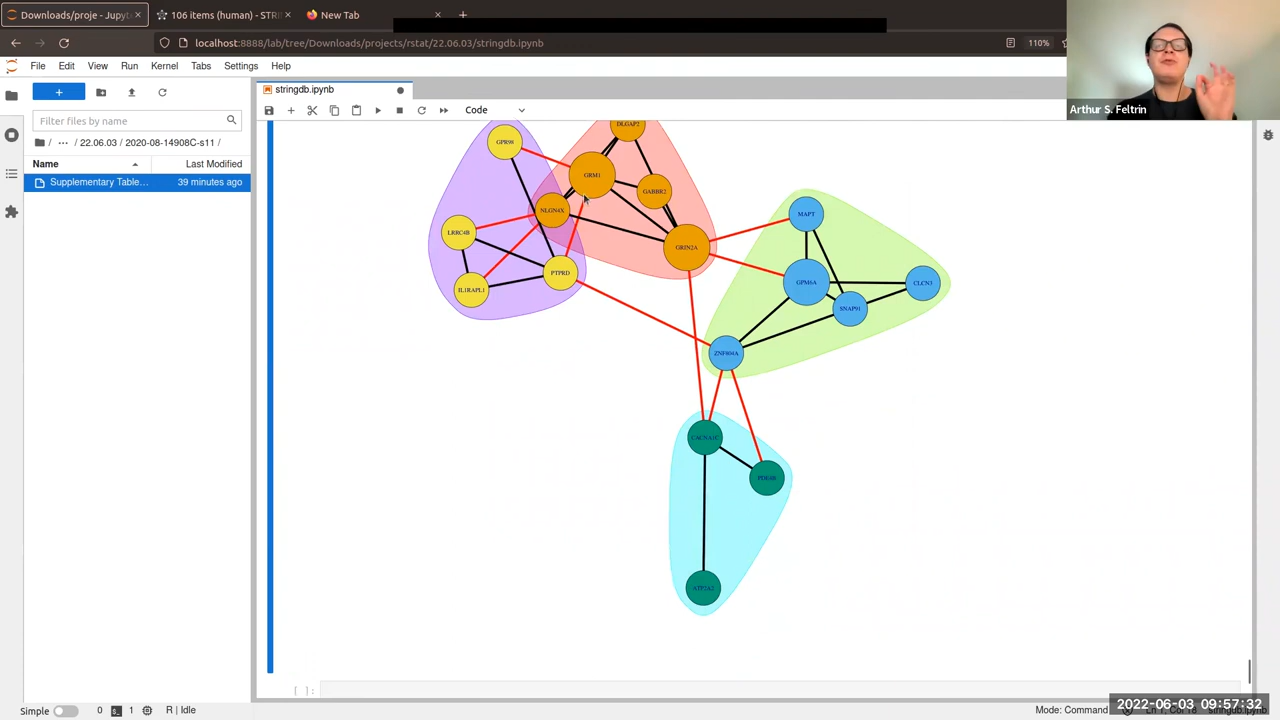 Downloads/proje - Jupyt
106 items (human) - STRI
New Tab
localhost:8888/lab/tree/Downloads/projects/rstat/22.06.03/stringdb.ipynb
110%
Arthur S. Feltrin
File Edit View Run Kernel Tabs Settings Help
stringdb.ipynb
Code
Filter files by name
/ ... / 22.06.03 / 2020-08-14908C-s11 /
Name
Last Modified
Supplementary Table...
39 minutes ago
DLGAP2
GPR98
GRM1
GABBR2
NLGN4X
MAPT
LRRC4B
GRIN2A
PTPRD
GPM6A
CLCN3
IL1RAPL1
SNAP91
ZNF804A
CACNA1C
ATP2A2
[ ]:
Simple
0
1
R | Idle
Mode: Command
2022-06-03 09:57:32